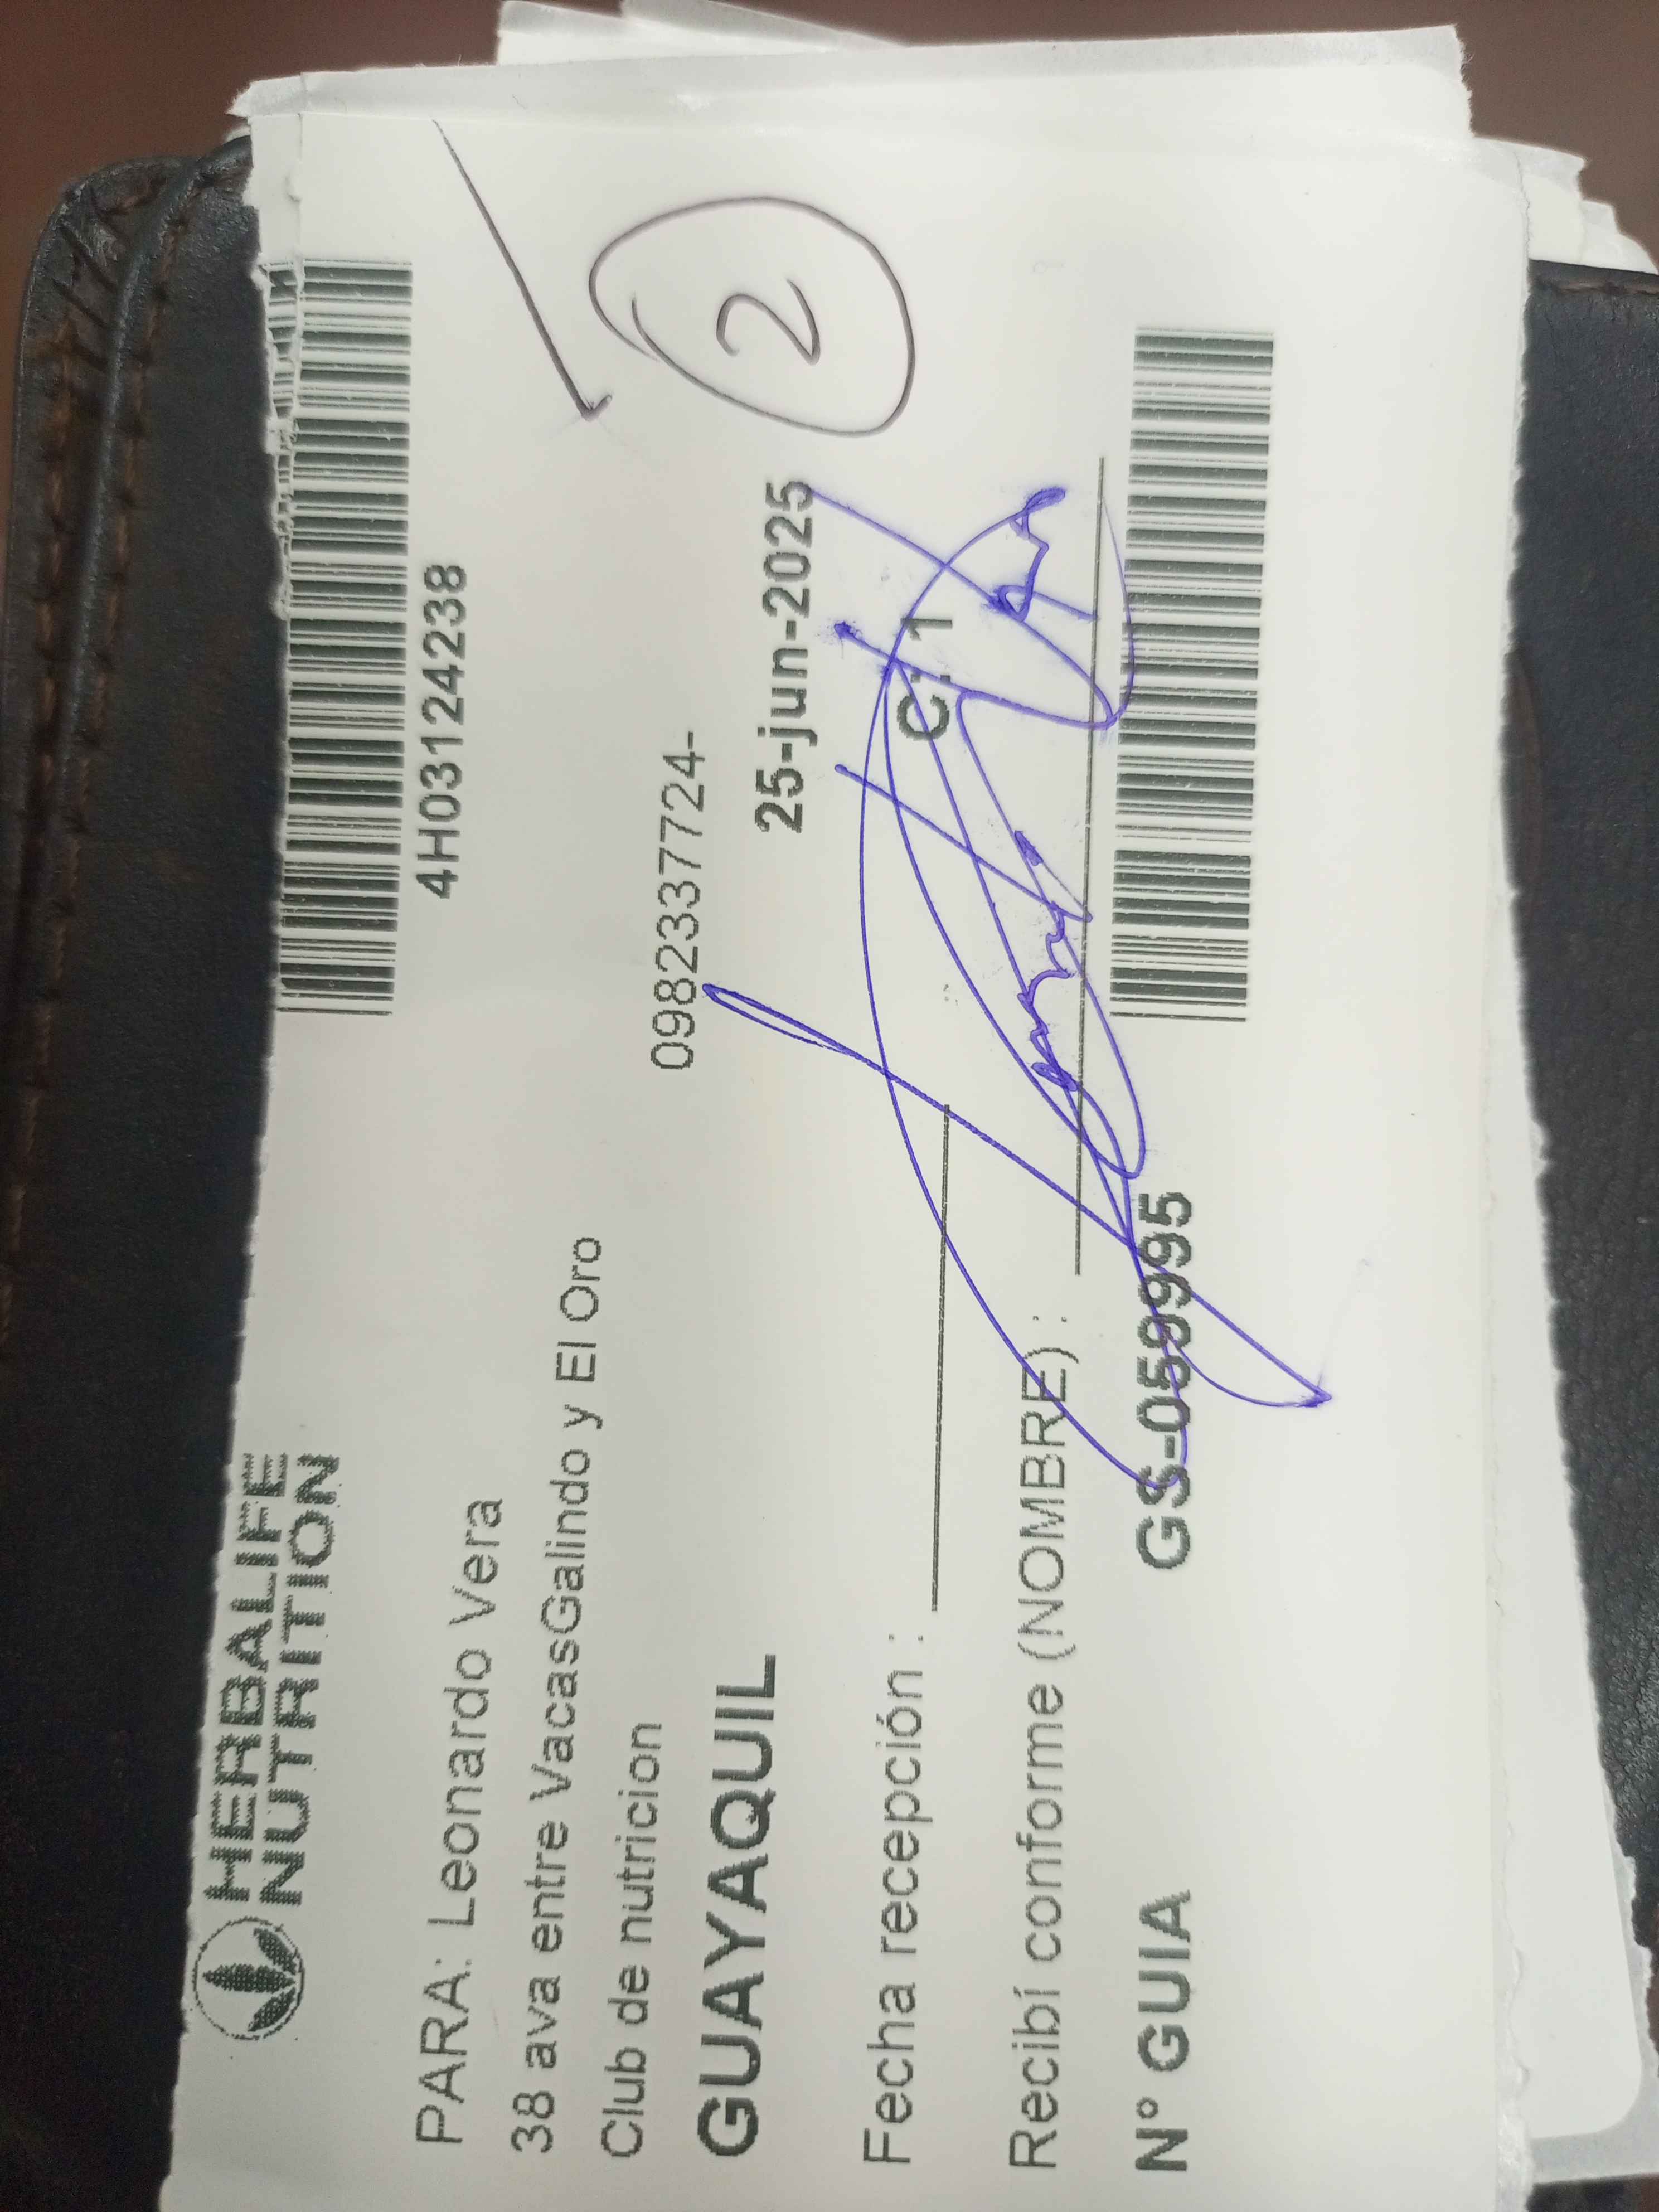 HERBALIFE
NUTRITION
4H03124238
PARA: Leonardo Vera
38 ava entre VacasGalindo y El Oro
Club de nutricion
0982337724-
GUAYAQUIL
25-jun-2025
2
Fecha recepción :
C: 1
Recibí conforme (NOMBRE) :
N° GUIA GS-059995